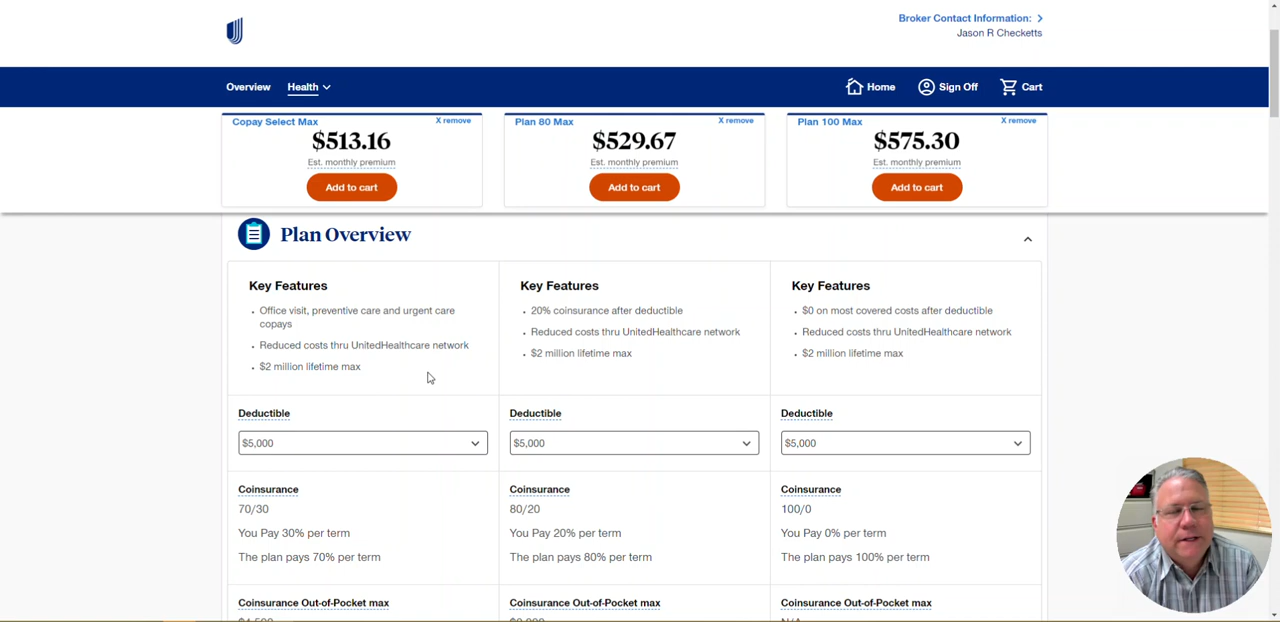 Broker Contact Information:
Jason R Checketts
Overview Health Home Sign Off Cart
Copay Select Max X remove
$513.16
Est. monthly premium
Add to cart
Plan 80 Max X remove
$529.67
Est. monthly premium
Add to cart
Plan 100 Max X remove
$575.30
Est. monthly premium
Add to cart
Plan Overview
Key Features
Office visit, preventive care and urgent care
copays
Reduced costs thru UnitedHealthcare network
$2 million lifetime max
Key Features
20% coinsurance after deductible
Reduced costs thru UnitedHealthcare network
$2 million lifetime max
Key Features
$0 on most covered costs after deductible
Reduced costs thru UnitedHealthcare network
$2 million lifetime max
Deductible
$5,000
Deductible
$5,000
Deductible
$5,000
Coinsurance
70/30
You Pay 30% per term
The plan pays 70% per term
Coinsurance
80/20
You Pay 20% per term
The plan pays 80% per term
Coinsurance
100/0
You Pay 0% per term
The plan pays 100% per term
Coinsurance Out-of-Pocket max
Coinsurance Out-of-Pocket max
Coinsurance Out-of-Pocket max